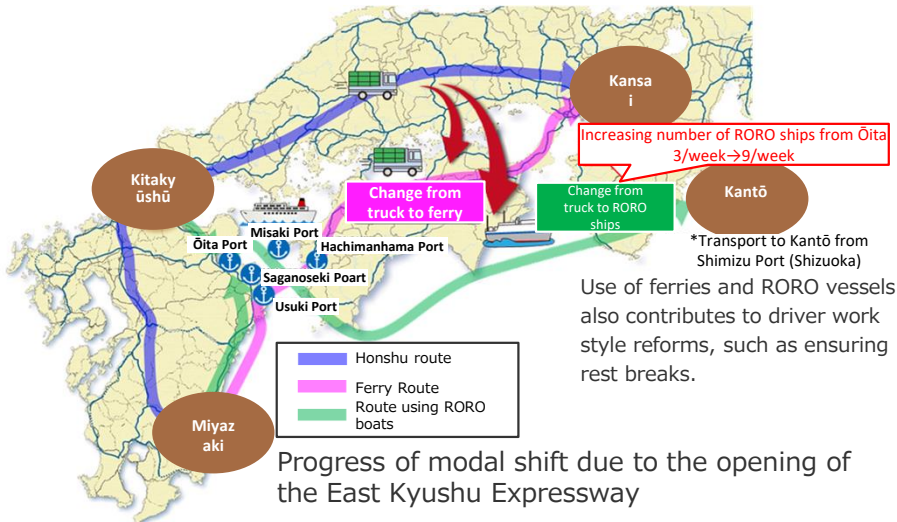 Kansa
i
Increasing number of RORO ships from Ōita
3/week→9/week
Kitaky
ūshū
Change from
truck to ferry
Change from
truck to RORO
ships
Kantō
Misaki Port
Ōita Port
Hachimanhama Port
*Transport to Kantō from
Shimizu Port (Shizuoka)
Saganoseki Poart
Usuki Port
Use of ferries and RORO vessels
also contributes to driver work
style reforms, such as ensuring
rest breaks.
Honshu route
Ferry Route
Route using RORO
boats
Miyaz
aki
Progress of modal shift due to the opening of
the East Kyushu Expressway